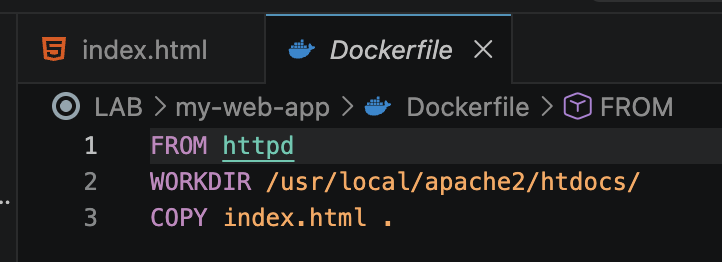 index.html Dockerfile
LAB > my-web-app > Dockerfile > FROM
1 FROM httpd
2 WORKDIR /usr/local/apache2/htdocs/
3 COPY index.html .